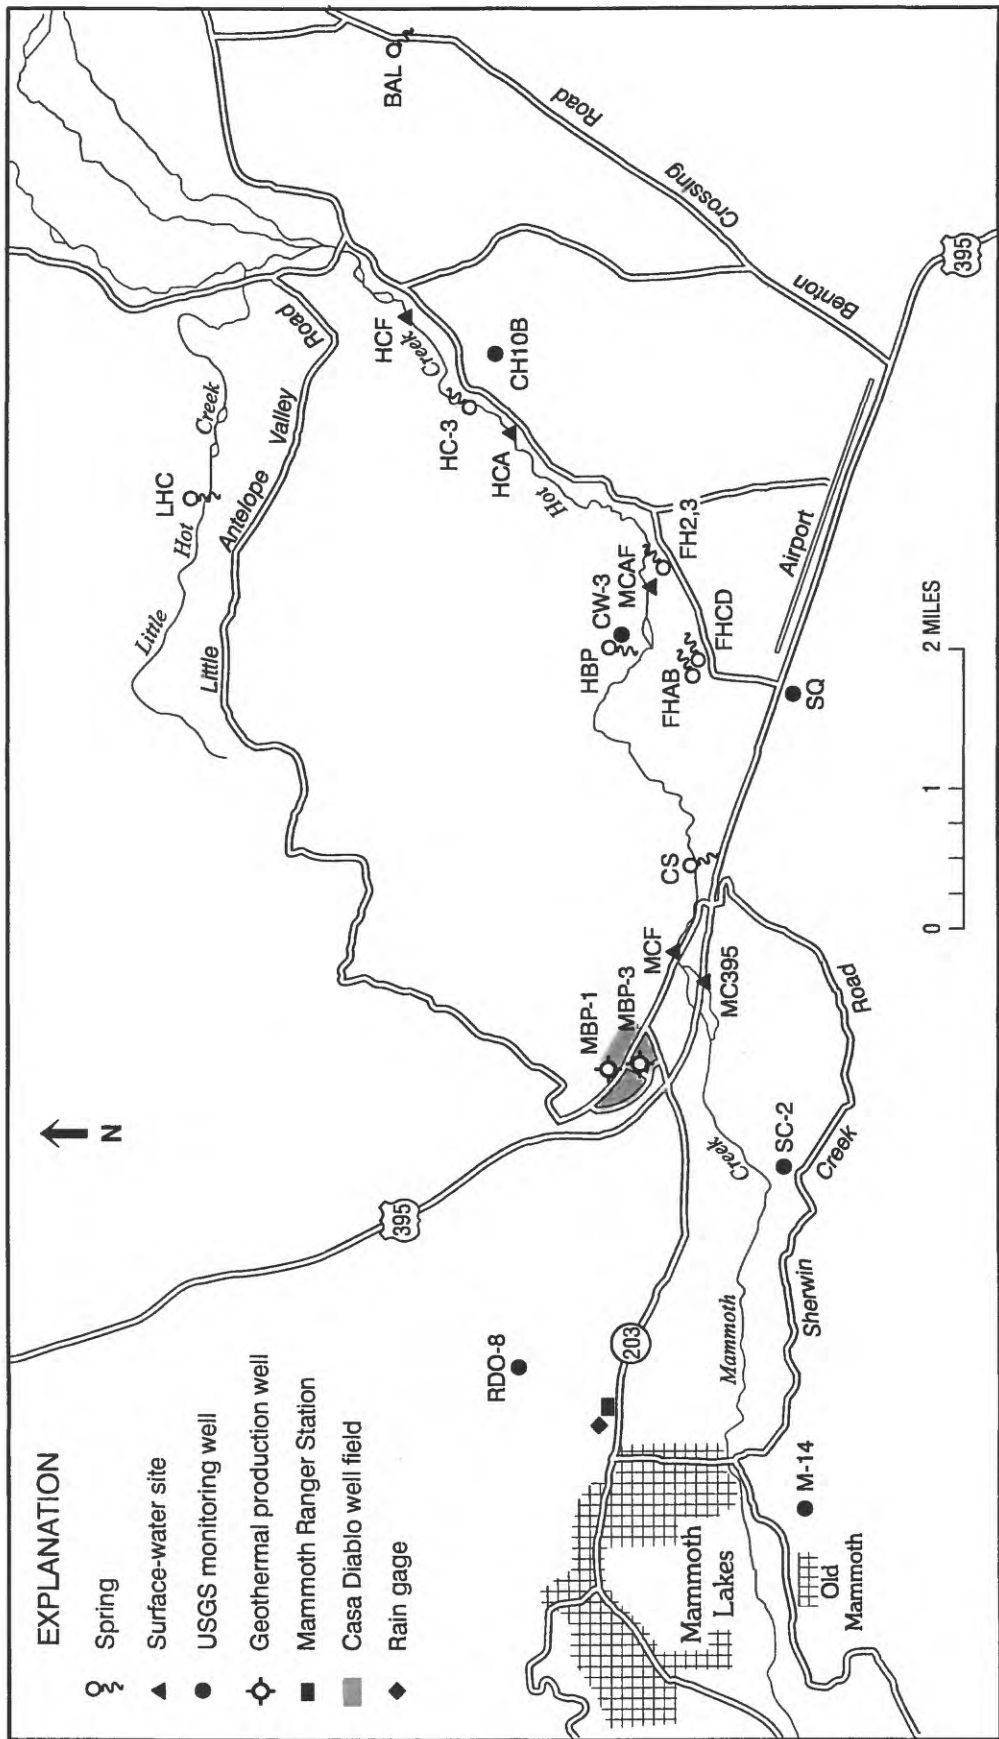 EXPLANATION
Spring
Surface-water site
USGS monitoring well
Geothermal production well
Mammoth Ranger Station
Casa Diablo well field
Rain gage
N
395
RDO-8
203
Mammoth
Lakes
Old
Mammoth
M-14
Mammoth
Creek
SC-2
Sherwin
Creek
Road
MBP-1
MBP-3
MCF
MC395
CS
Little
Hot
Creek
LHC
Little
Antelope
Valley
Road
HBP
CW-3
MCAF
FHAB
FHCD
FH2,3
SQ
Airport
Hot
Creek
HCA
HC-3
HCF
CH10B
BAL
Benton
Crossing
Road
395
0
1
2 MILES